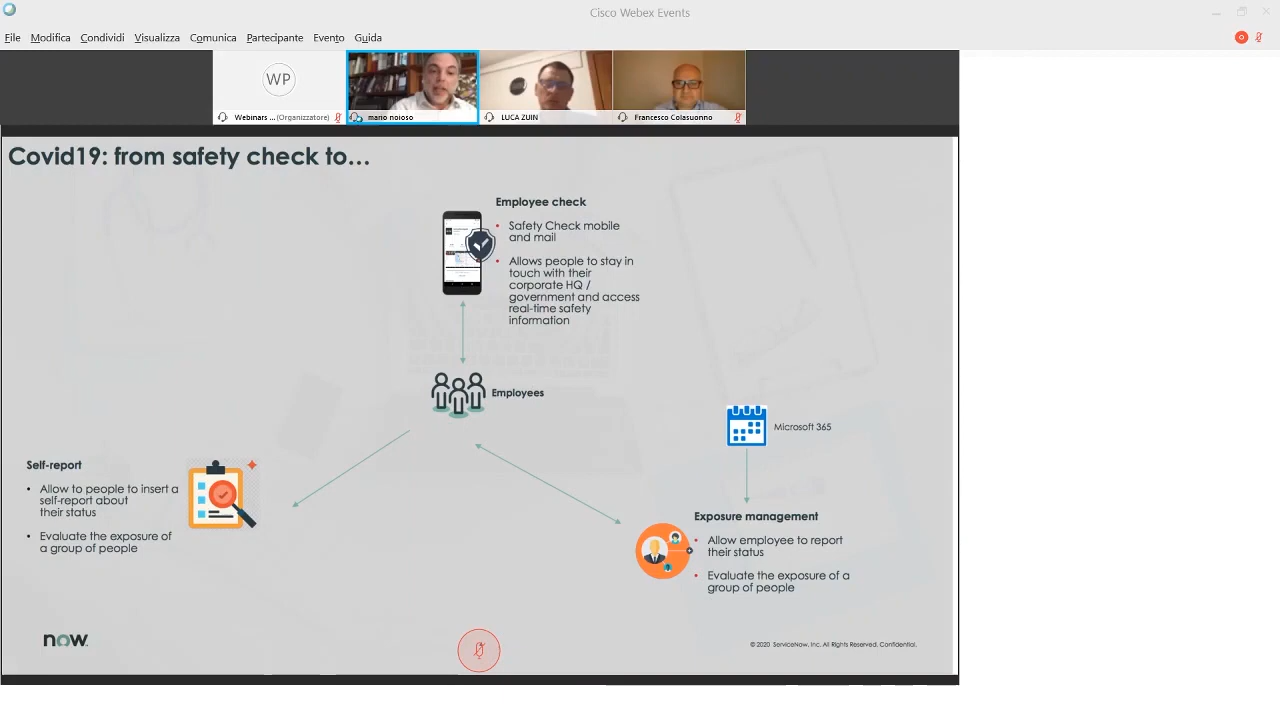 Cisco Webex Events
File Modifica Condividi Visualizza Comunica Partecipante Evento Guida
WP
Webinars ... (Organizzatore)
mario noioso
LUCA ZUIN
Francesco Colasuonno
Covid19: from safety check to...
Employee check
• Safety Check mobile
and mail
• Allows people to stay in
touch with their
corporate HQ /
government and access
real-time safety
information
Employees
Microsoft 365
Self-report
• Allow to people to insert a
self-report about
their status
• Evaluate the exposure of
a group of people
Exposure management
• Allow employee to report
their status
• Evaluate the exposure of a
group of people
now.
© 2020 ServiceNow, Inc. All Rights Reserved. Confidential.